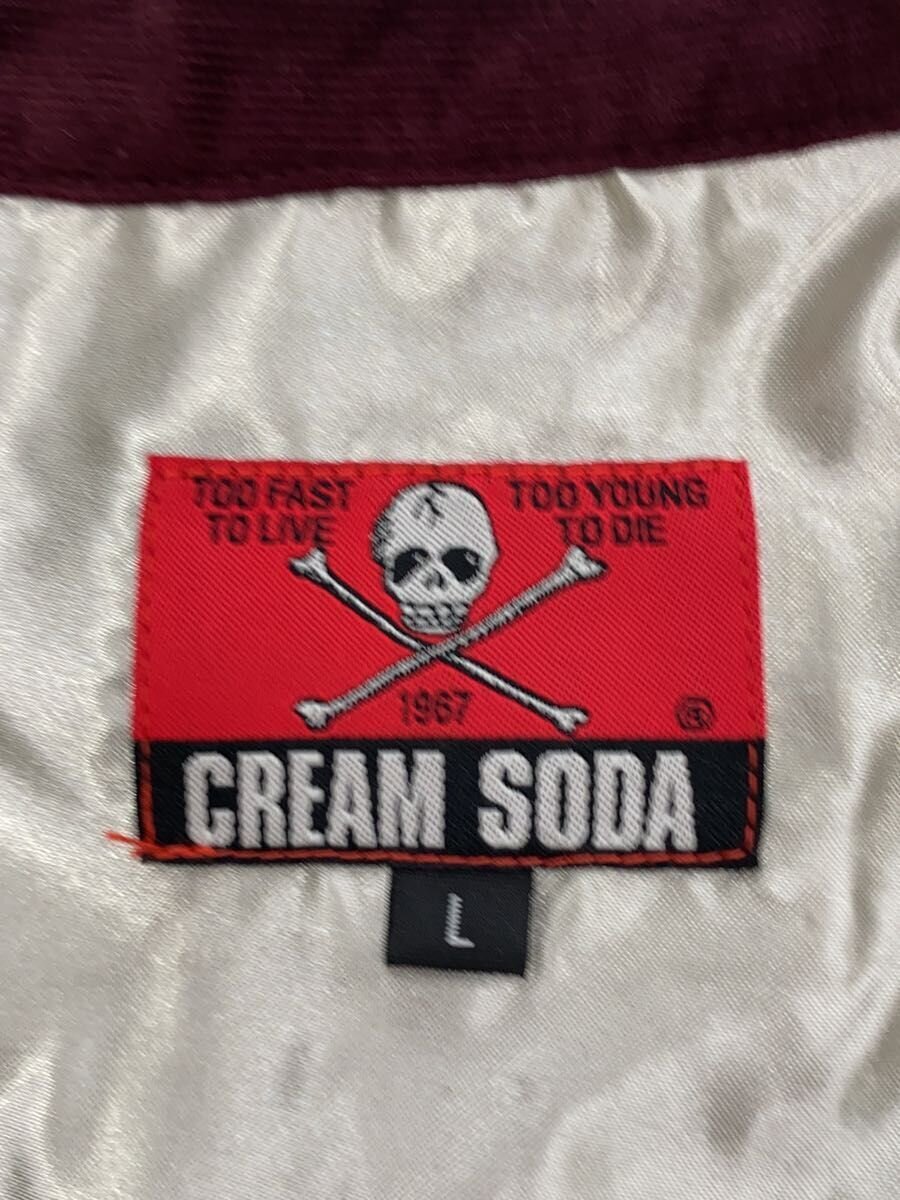 TOO FAST
TO LIVE
TOO YOUNG
TO DIE
1967
®
CREAM SODA
L